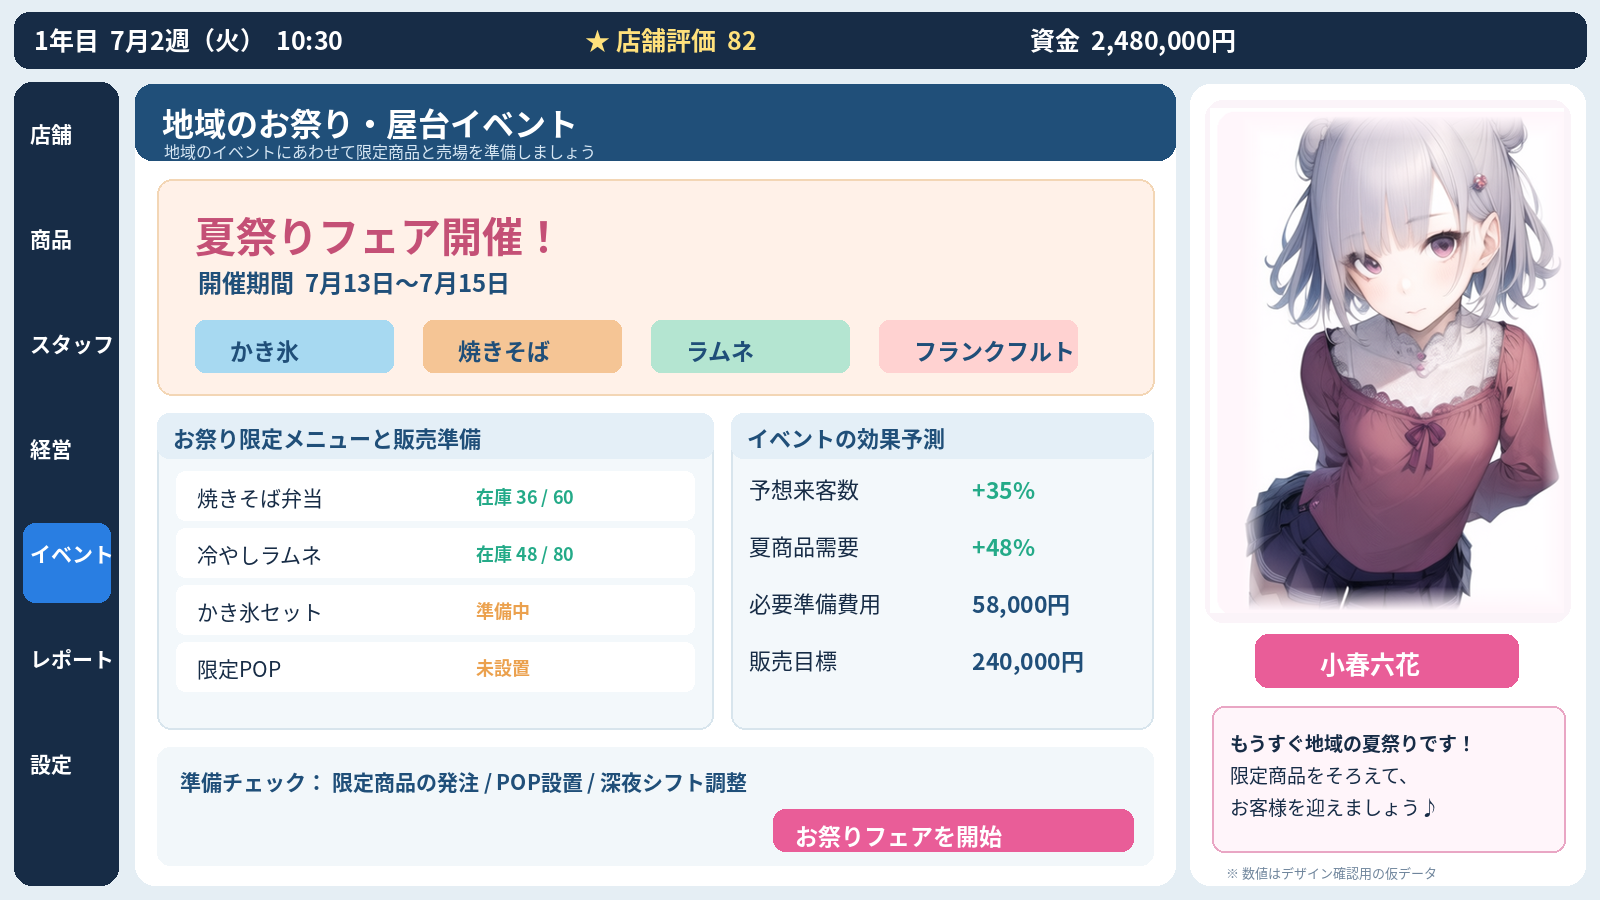 1年目 7月2週（火） 10:30
★ 店舗評価 82
資金 2,480,000円
店舗
商品
スタッフ
経営
イベント
レポート
設定
地域のお祭り・屋台イベント
地域のイベントにあわせて限定商品と売場を準備しましょう
夏祭りフェア開催！
開催期間 7月13日～7月15日
かき氷
焼きそば
ラムネ
フランクフルト
お祭り限定メニューと販売準備
焼きそば弁当 在庫 36 / 60
冷やしラムネ 在庫 48 / 80
かき氷セット 準備中
限定POP 未設置
イベントの効果予測
予想来客数 +35%
夏商品需要 +48%
必要準備費用 58,000円
販売目標 240,000円
準備チェック： 限定商品の発注 / POP設置 / 深夜シフト調整
お祭りフェアを開始
小春六花
もうすぐ地域の夏祭りです！
限定商品をそろえて、
お客様を迎えましょう♪
※ 数値はデザイン確認用の仮データ